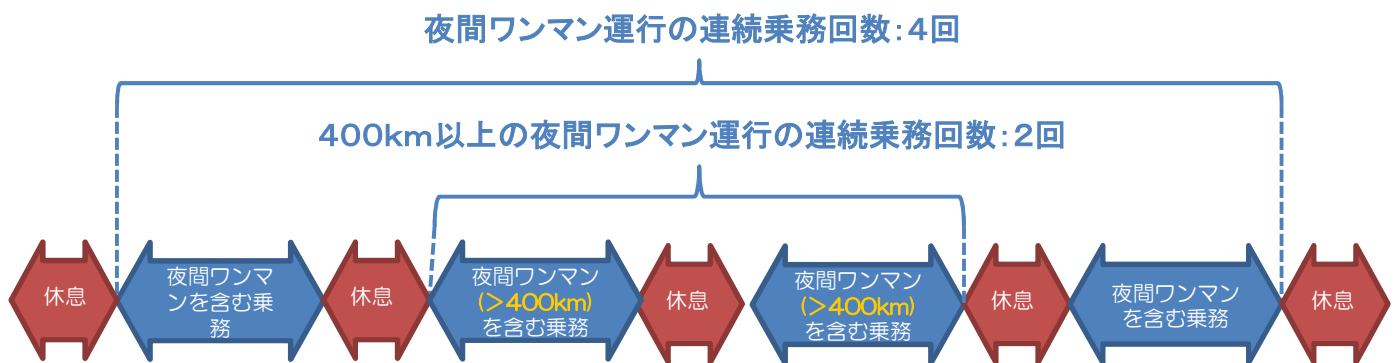 夜間ワンマン運行の連続乗務回数:4回
400km以上の夜間ワンマン運行の連続乗務回数:2回
休息
夜間ワンマ
ンを含む乗
務
休息
夜間ワンマン
(>400km)
を含む乗務
休息
夜間ワンマン
(>400km)
を含む乗務
休息
夜間ワンマン
を含む乗務
休息